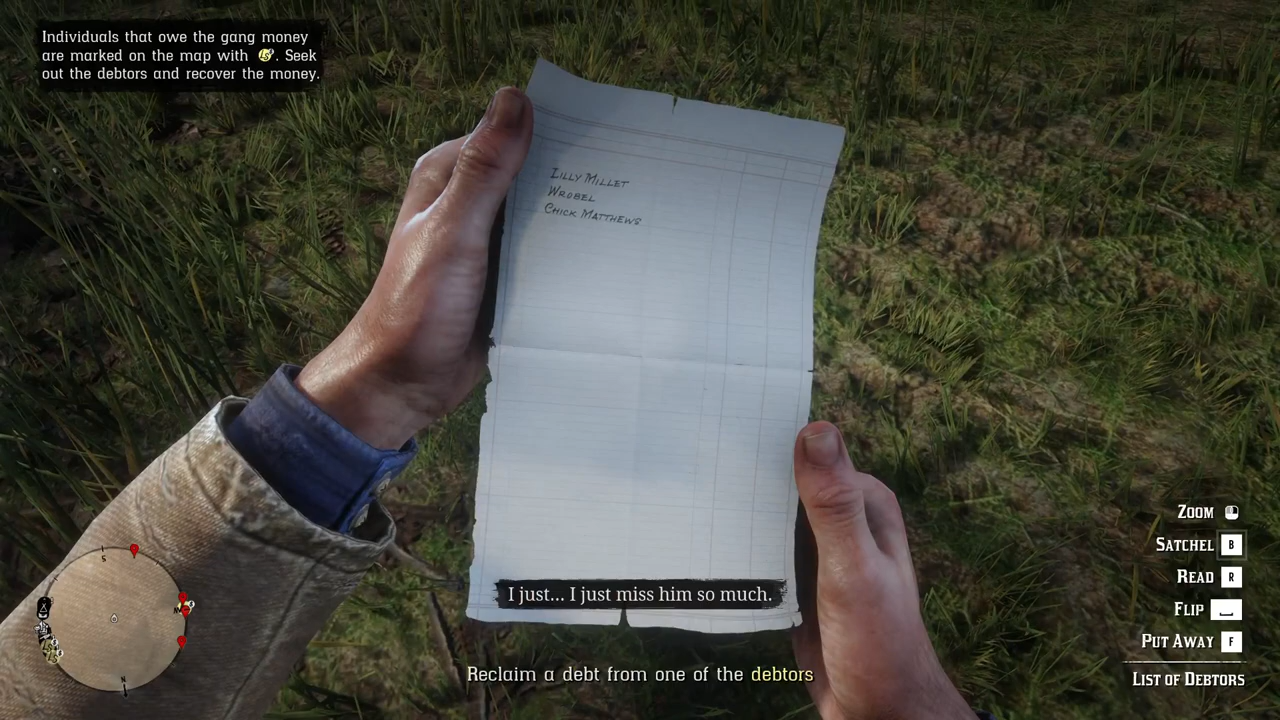 Individuals that owe the gang money
are marked on the map with LS. Seek
out the debtors and recover the money.
Lilly Millet
Wrobel
Chick Matthews
I just... I just miss him so much.
Reclaim a debt from one of the debtors
Zoom
Satchel B
Read R
Flip
Put Away F
List of Debtors
S
N
N